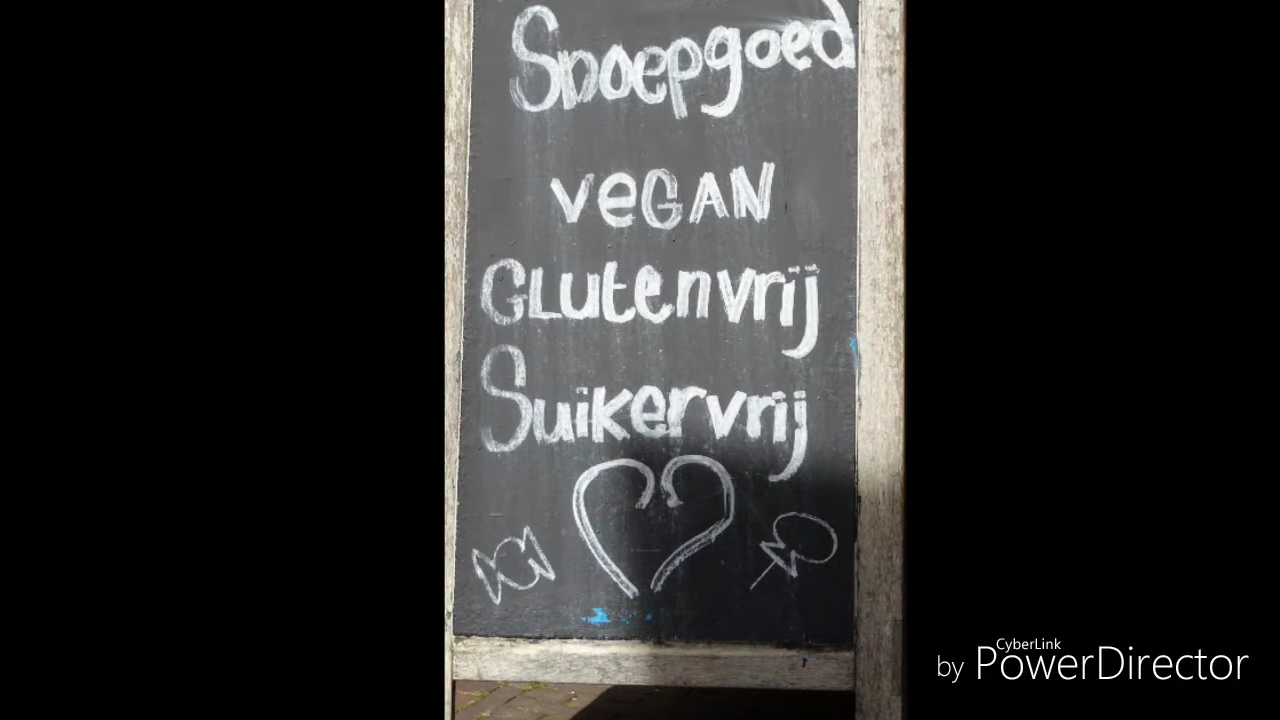 Snoepgoed
VEGAN
GLutenvrij
Suikervrij
CyberLink
by PowerDirector